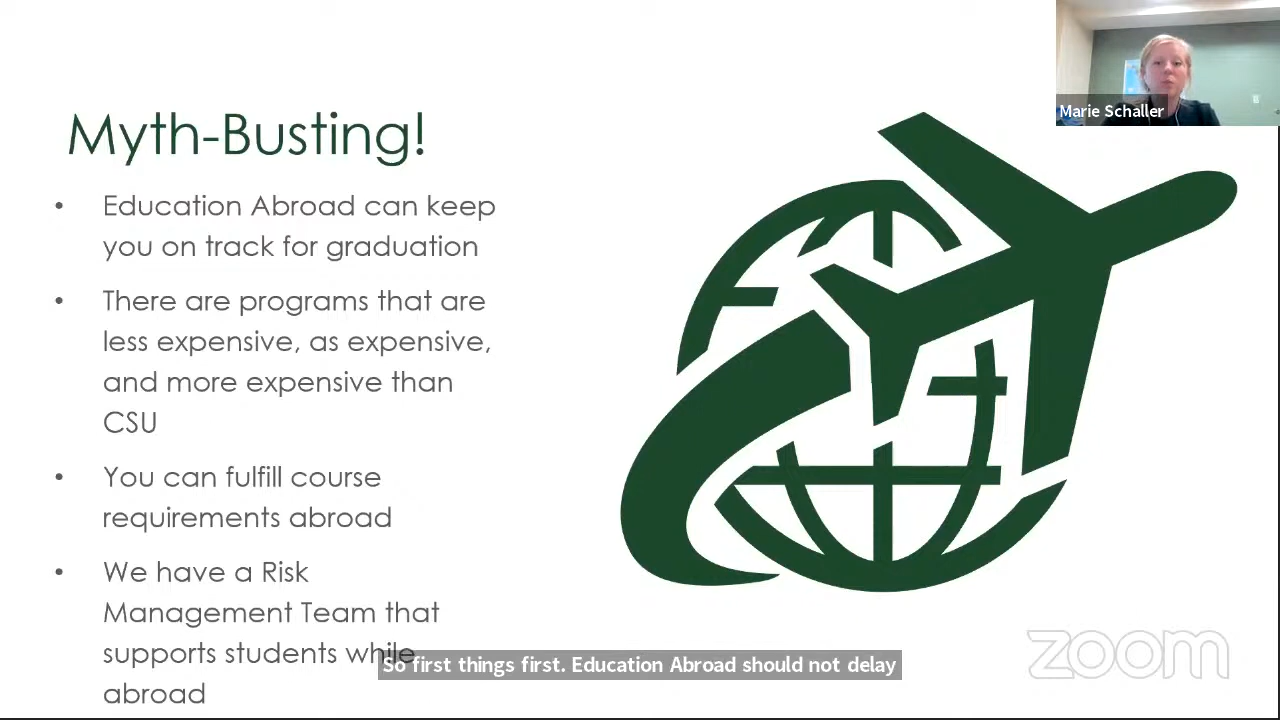 Marie Schaller
Myth-Busting!
• Education Abroad can keep
you on track for graduation
• There are programs that are
less expensive, as expensive,
and more expensive than
CSU
• You can fulfill course
requirements abroad
• We have a Risk
Management Team that
supports students while
abroad
So first things first. Education Abroad should not delay
zoom